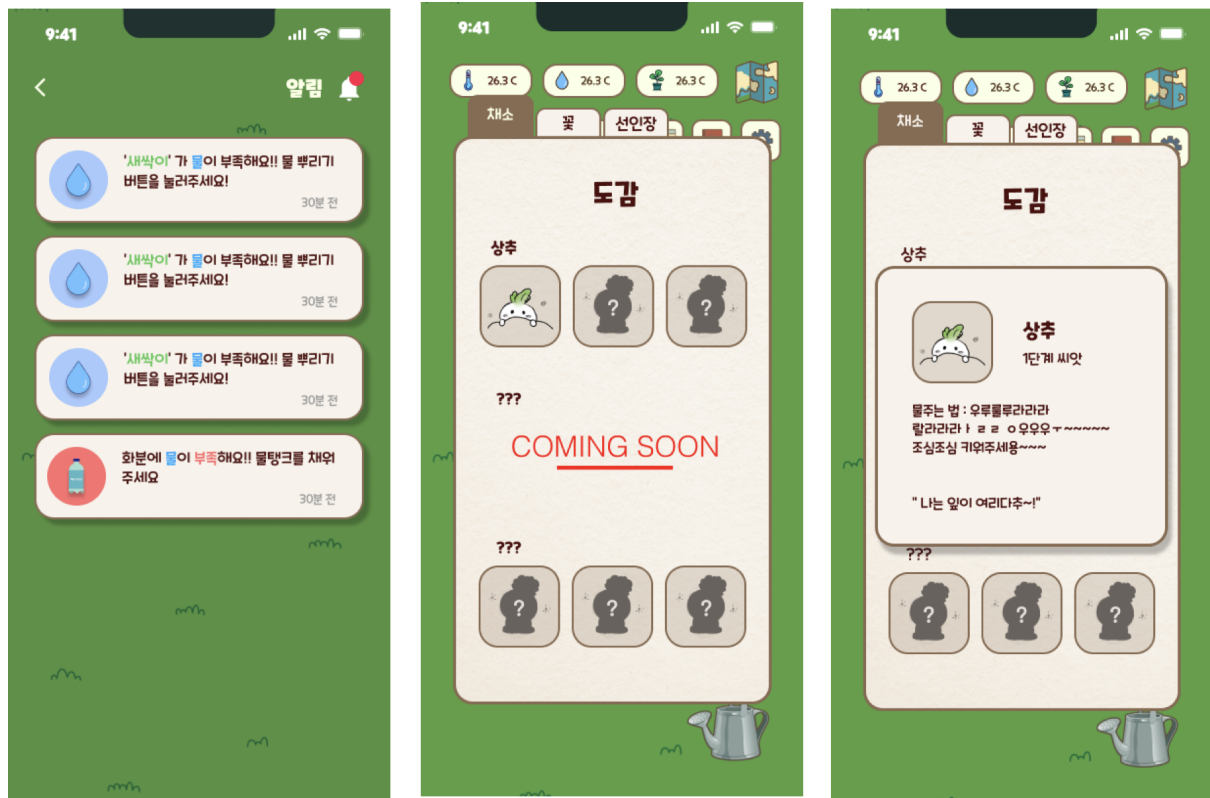 9:41
알림
'새싹이' 가 물이 부족해요!! 물 뿌리기
버튼을 눌러주세요!
30분 전
'새싹이' 가 물이 부족해요!! 물 뿌리기
버튼을 눌러주세요!
30분 전
'새싹이' 가 물이 부족해요!! 물 뿌리기
버튼을 눌러주세요!
30분 전
화분에 물이 부족해요!! 물탱크를 채워
주세요
30분 전
9:41
26.3 C
26.3 C
26.3 C
채소
꽃
선인장
도감
상추
?
?
???
COMING SOON
???
?
?
?
9:41
26.3 C
26.3 C
26.3 C
채소
꽃
선인장
도감
상추
상추
1단계 씨앗
물주는 법 : 우루룰루라라라
랄라라라ㅏ ㄹㄹ ㅇ우우우ㅜ~~~~~
조심조심 키워주세용~~~
" 나는 잎이 여리다추~!"
???
?
?
?